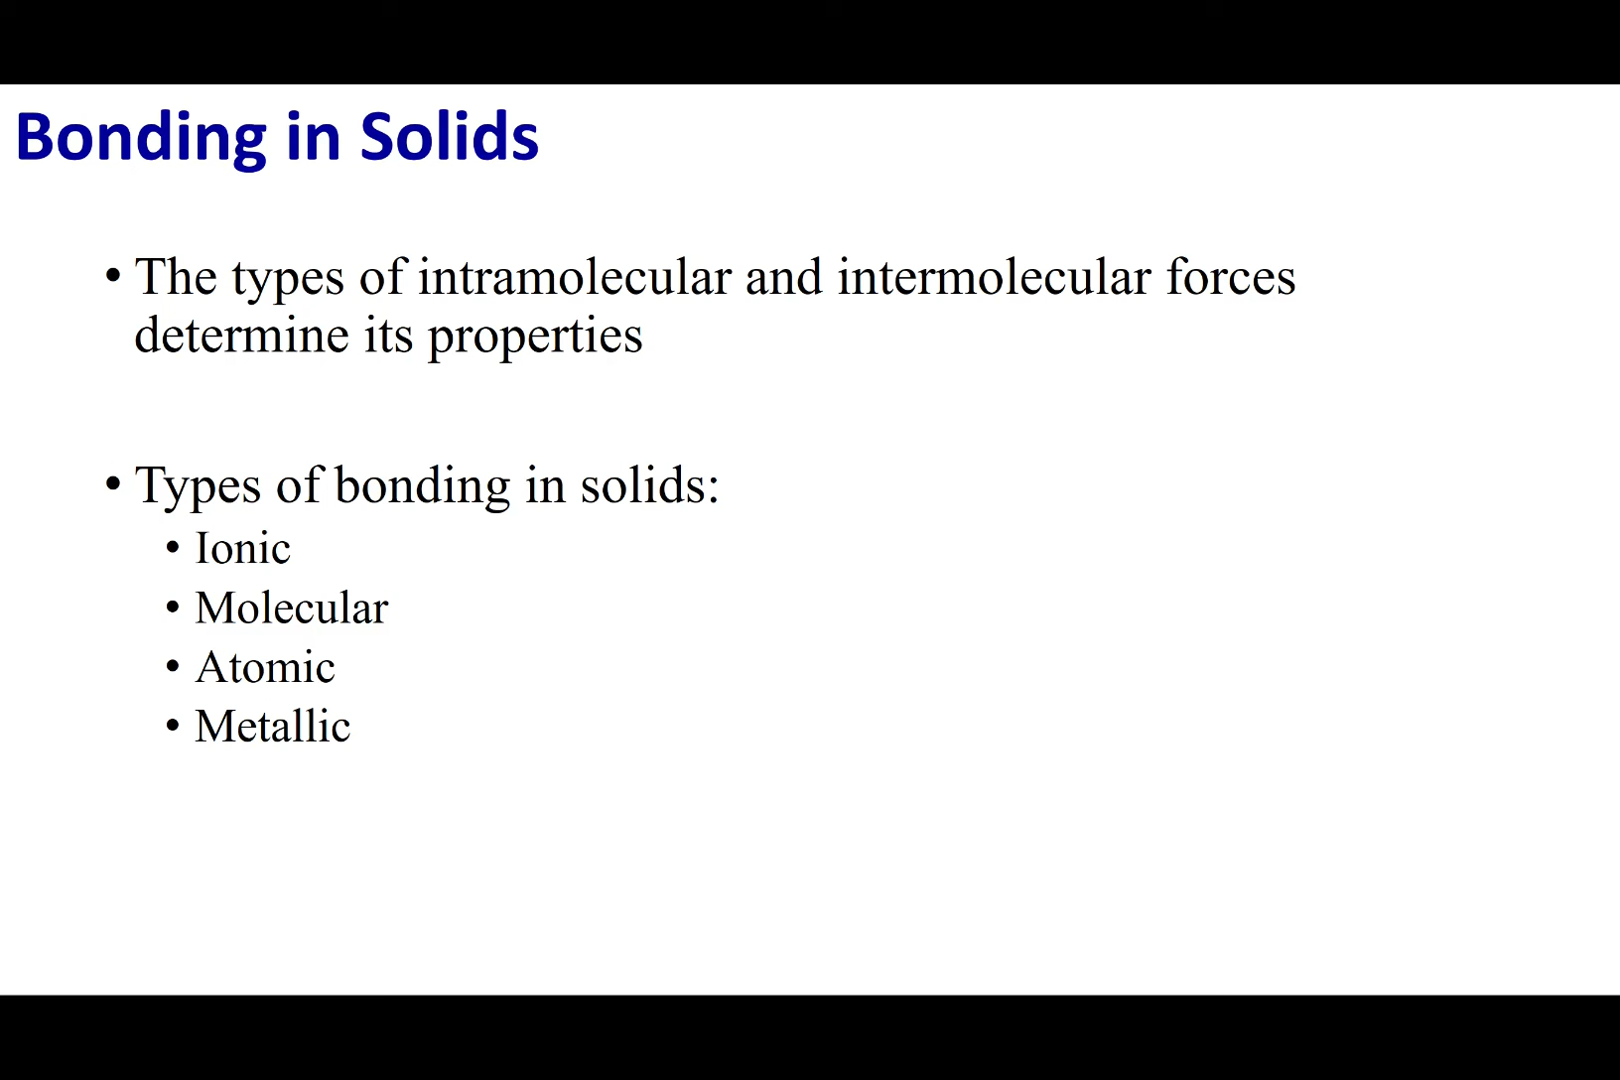 Bonding in Solids
• The types of intramolecular and intermolecular forces
determine its properties
• Types of bonding in solids:
• Ionic
• Molecular
• Atomic
• Metallic